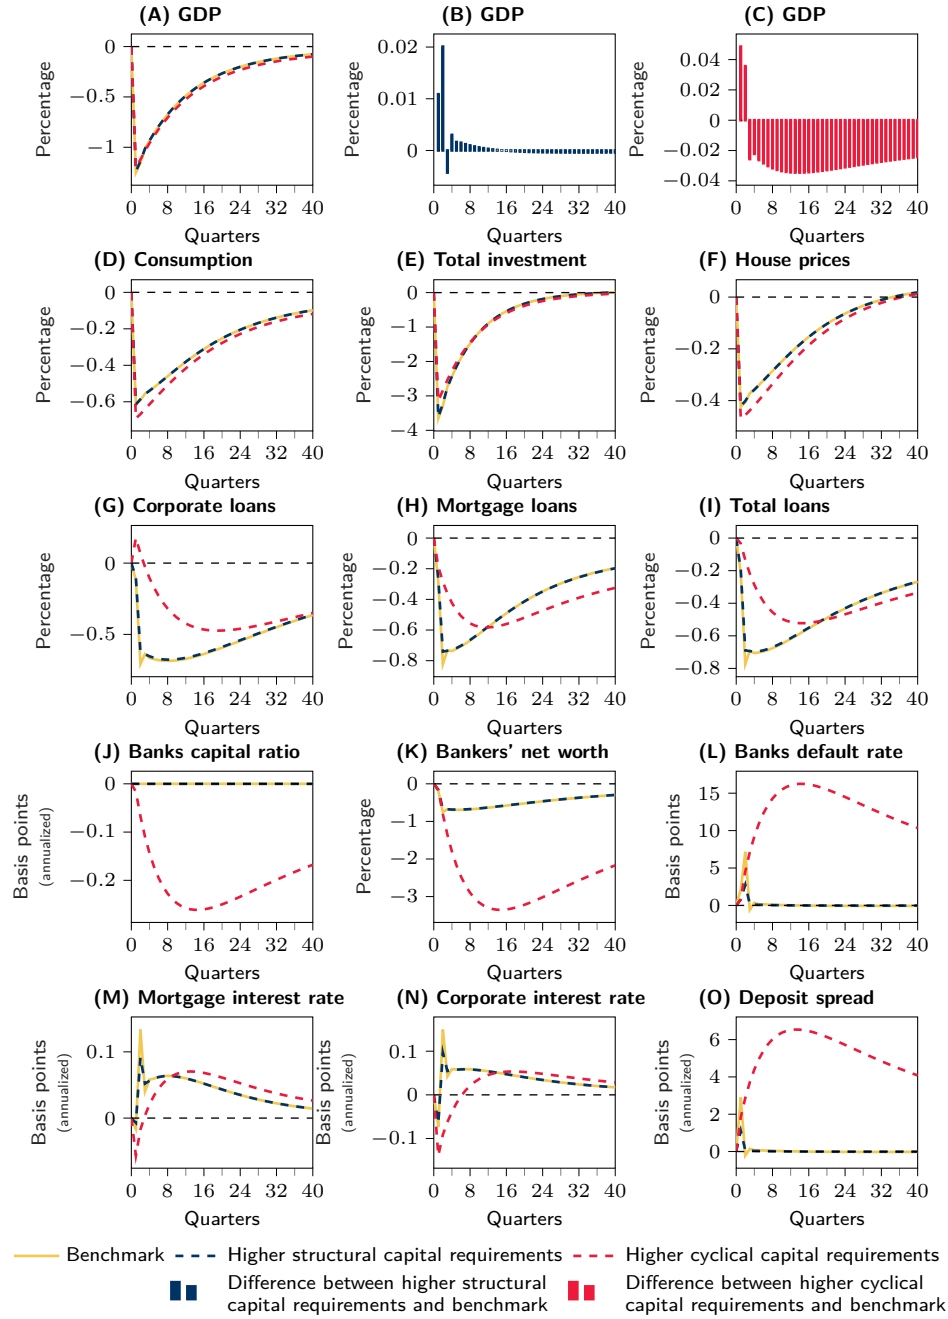 (A) GDP
(B) GDP
(C) GDP
Percentage
0
−0.5
−1
0 8 16 24 32 40
Quarters
Percentage
0.02
0.01
0
0 8 16 24 32 40
Quarters
Percentage
0.04
0.02
0
−0.02
−0.04
0 8 16 24 32 40
Quarters
(D) Consumption
(E) Total investment
(F) House prices
Percentage
0
−0.2
−0.4
−0.6
0 8 16 24 32 40
Quarters
Percentage
0
−1
−2
−3
−4
0 8 16 24 32 40
Quarters
Percentage
0
−0.2
−0.4
0 8 16 24 32 40
Quarters
(G) Corporate loans
(H) Mortgage loans
(I) Total loans
Percentage
0
−0.5
0 8 16 24 32 40
Quarters
Percentage
0
−0.2
−0.4
−0.6
−0.8
0 8 16 24 32 40
Quarters
Percentage
0
−0.2
−0.4
−0.6
−0.8
0 8 16 24 32 40
Quarters
(J) Banks capital ratio
(K) Bankers' net worth
(L) Banks default rate
Basis points
(annualized)
0
−0.1
−0.2
0 8 16 24 32 40
Quarters
Percentage
0
−1
−2
−3
0 8 16 24 32 40
Quarters
Basis points
(annualized)
15
10
5
0
0 8 16 24 32 40
Quarters
(M) Mortgage interest rate
(N) Corporate interest rate
(O) Deposit spread
Basis points
(annualized)
0.1
0
0 8 16 24 32 40
Quarters
Basis points
(annualized)
0.1
0
−0.1
0 8 16 24 32 40
Quarters
Basis points
(annualized)
6
4
2
0
0 8 16 24 32 40
Quarters
Benchmark
Higher structural capital requirements
Higher cyclical capital requirements
Difference between higher structural
capital requirements and benchmark
Difference between higher cyclical
capital requirements and benchmark